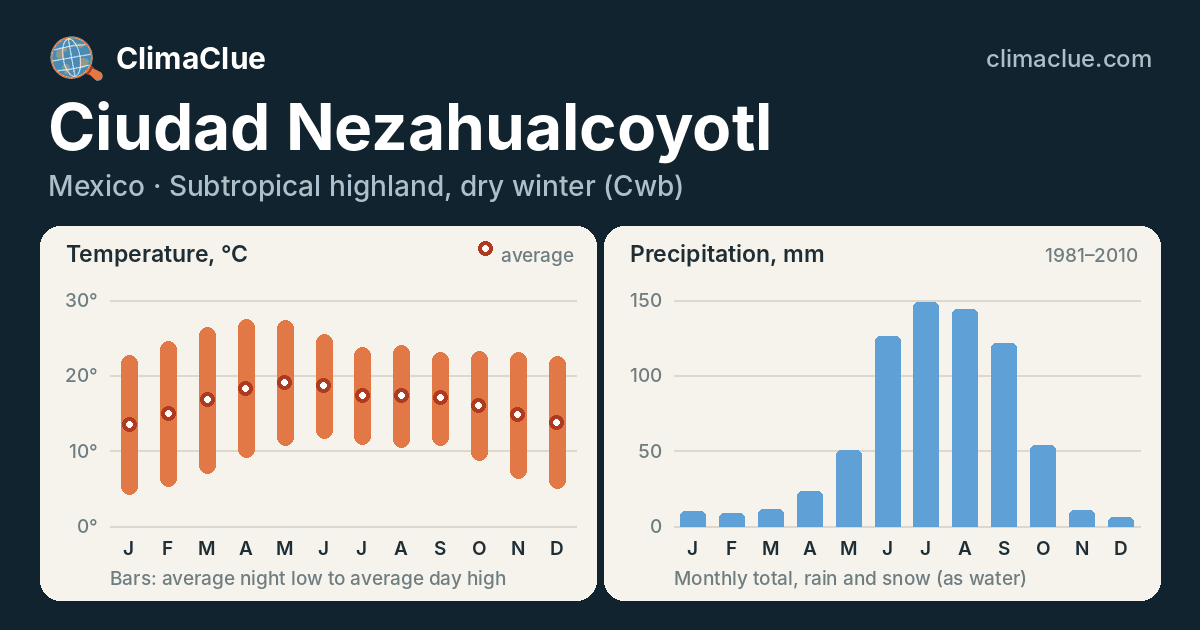 ClimaClue
climaclue.com
Ciudad Nezahualcoyotl
Mexico · Subtropical highland, dry winter (Cwb)
Temperature, °C
average
30°
20°
10°
0°
J F M A M J J A S O N D
Bars: average night low to average day high
Precipitation, mm
1981–2010
150
100
50
0
J F M A M J J A S O N D
Monthly total, rain and snow (as water)